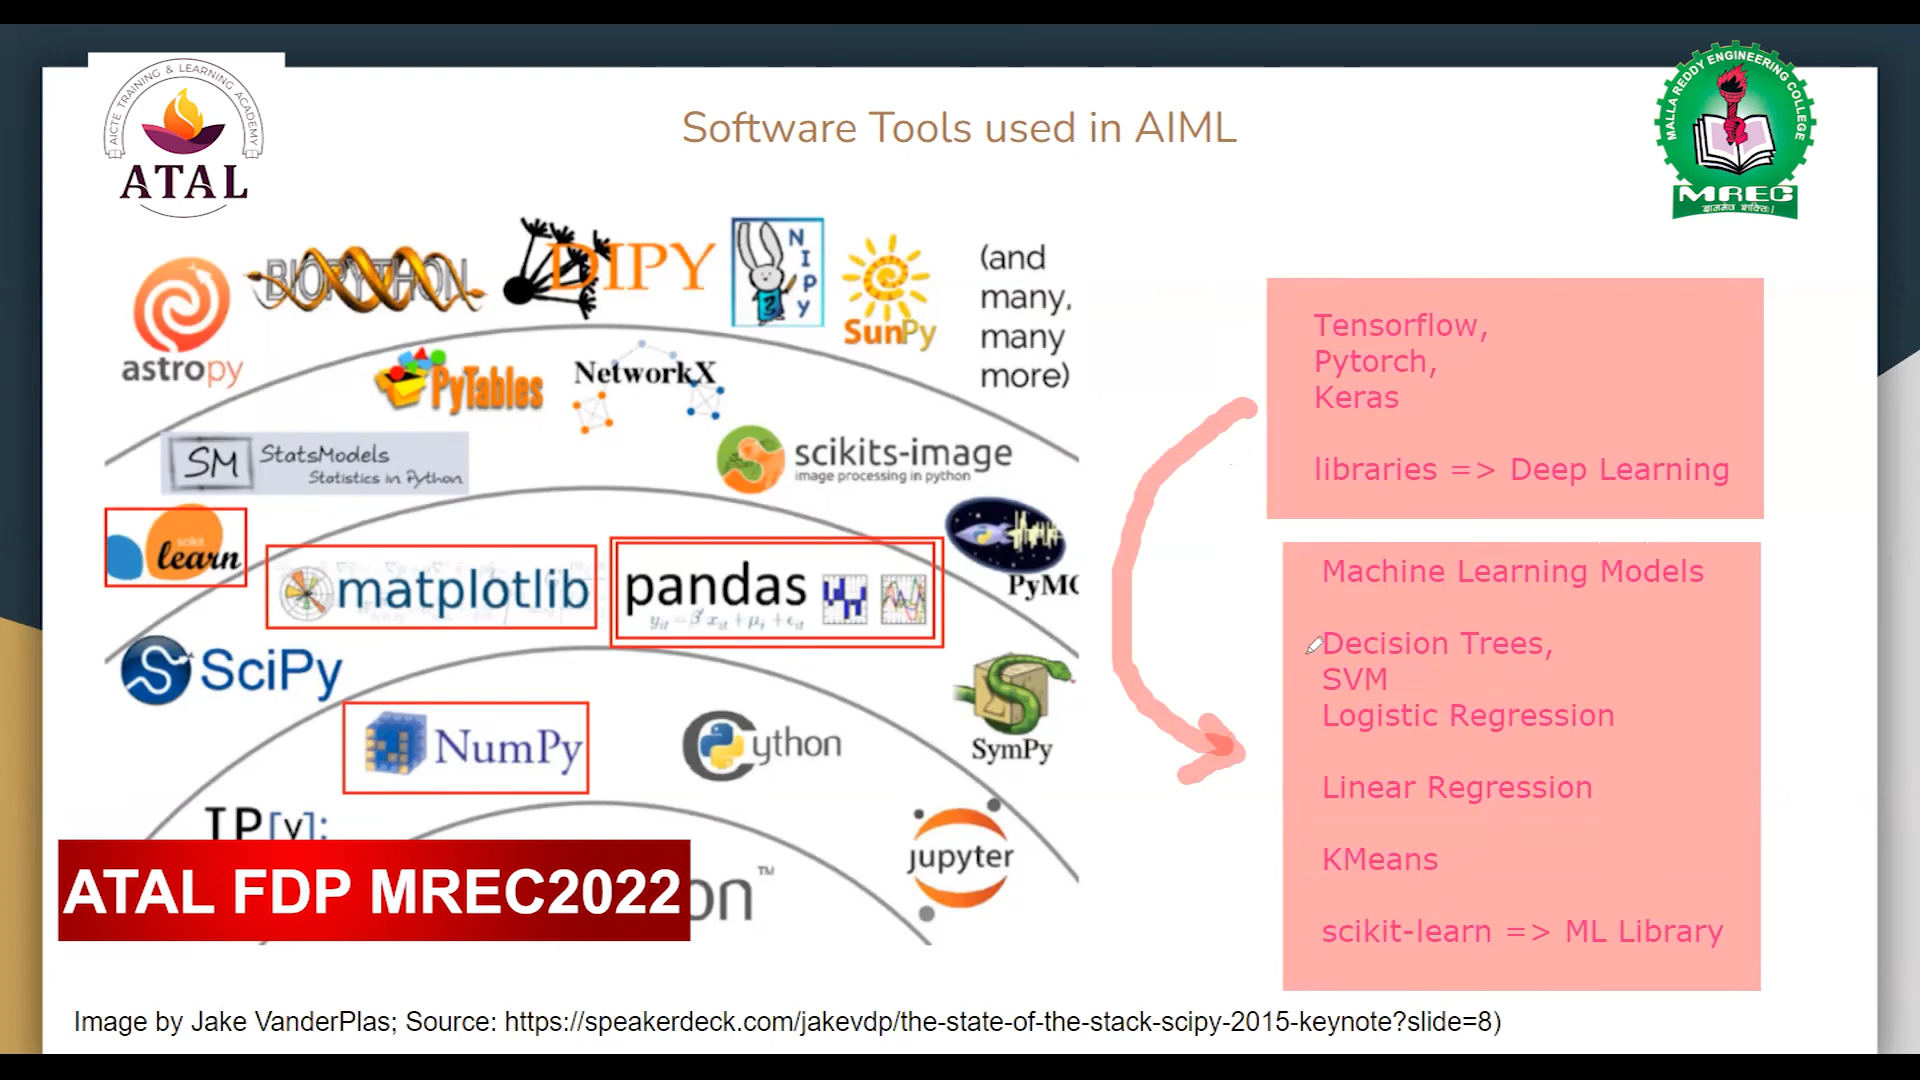 AICTE TRAINING & LEARNING ACADEMY
ATAL
Software Tools used in AIML
MALLA REDDY ENGINEERING COLLEGE
MREC
astropy
BIOPYTHON
DIPY
NIPY
SunPy
(and
many,
many
more)
PyTables
NetworkX
SM StatsModels
Statistics in Python
scikits-image
image processing in python
scikit
learn
matplotlib
pandas
PyMC
SciPy
NumPy
Cython
SymPy
IP[y]:
jupyter
on™
ATAL FDP MREC2022
Tensorflow,
Pytorch,
Keras
libraries => Deep Learning
Machine Learning Models
Decision Trees,
SVM
Logistic Regression
Linear Regression
KMeans
scikit-learn => ML Library
Image by Jake VanderPlas; Source: https://speakerdeck.com/jakevdp/the-state-of-the-stack-scipy-2015-keynote?slide=8)